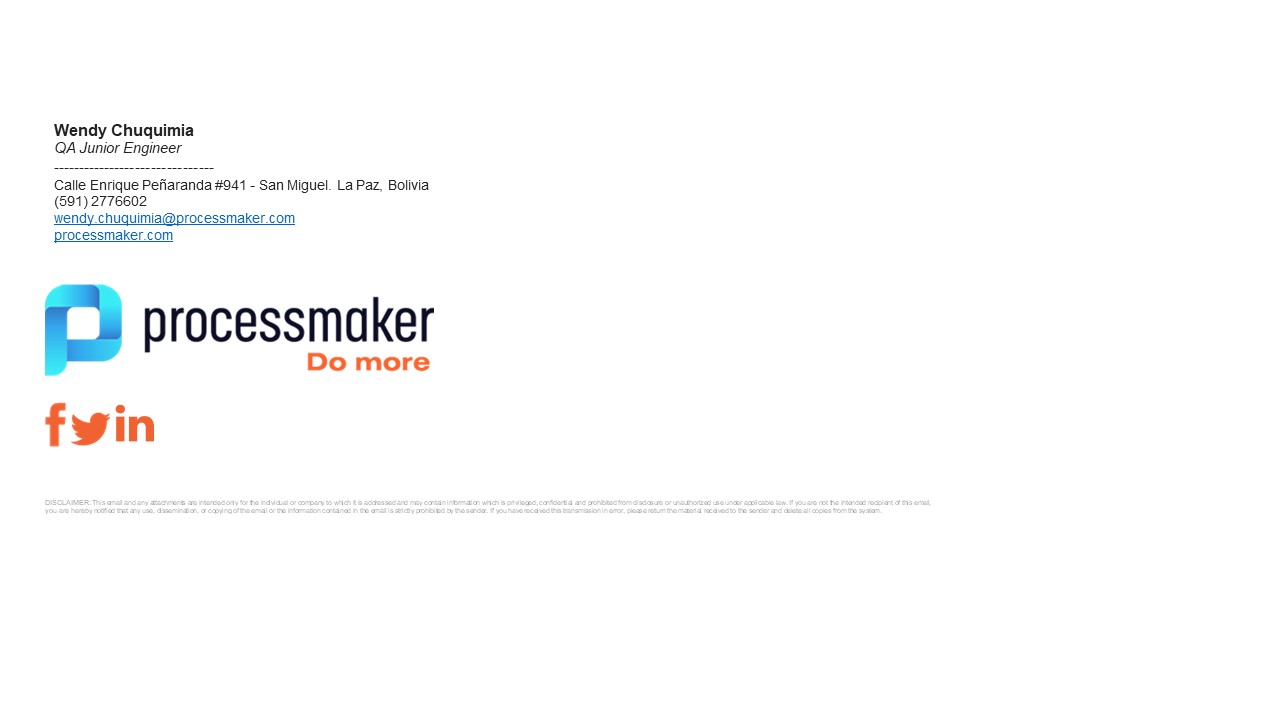 Wendy Chuquimia
QA Junior Engineer
--------------------------------
Calle Enrique Peñaranda #941 - San Miguel. La Paz, Bolivia
(591) 2776602
wendy.chuquimia@processmaker.com
processmaker.com
processmaker
Do more
f in
DISCLAIMER. This email and any attachments are intended only for the individual or company to which it is addressed and may contain information which is privileged, confidential and prohibited from disclosure or unauthorized use under applicable law. If you are not the intended recipient of this email,
you are hereby notified that any use, dissemination, or copying of the email or the information contained in the email is strictly prohibited by the sender. If you have received this transmission in error, please return the material received to the sender and delete all copies from the system.